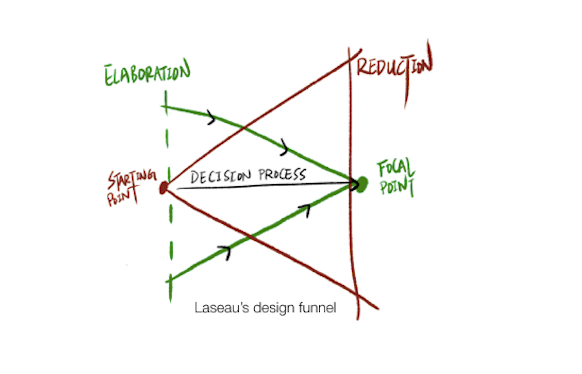 ELABORATION
REDUCTION
STARTING
POINT
DECISION PROCESS
FOCAL
POINT
Laseau's design funnel